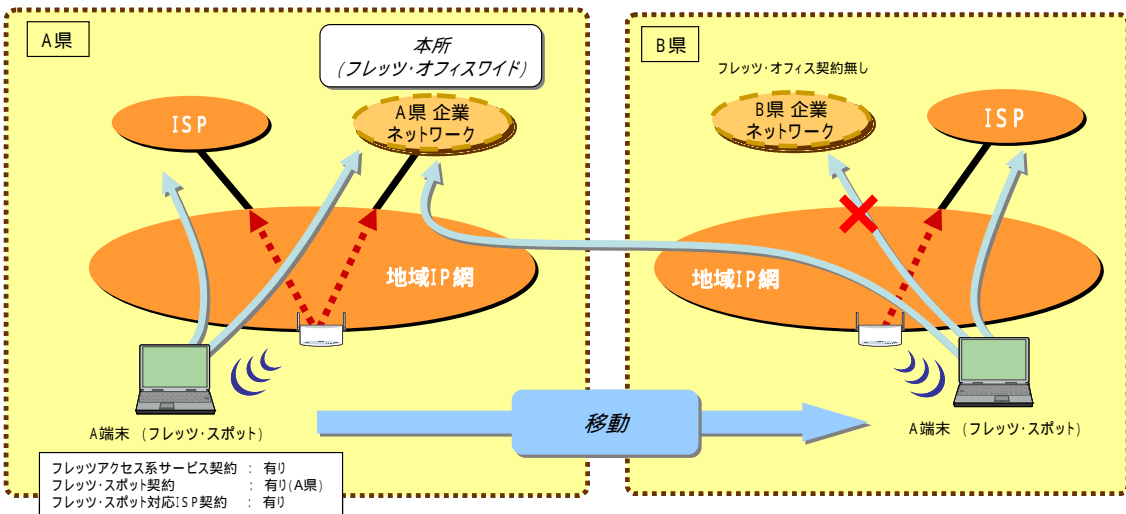 A県
本所
(フレッツ・オフィスワイド)
ISP
A県 企業
ネットワーク
地域IP網
A端末 (フレッツ・スポット)
フレッツアクセス系サービス契約 : 有り
フレッツ・スポット契約 : 有り(A県)
フレッツ・スポット対応ISP契約 : 有り
移動
B県
フレッツ・オフィス契約無し
B県 企業
ネットワーク
ISP
地域IP網
A端末 (フレッツ・スポット)